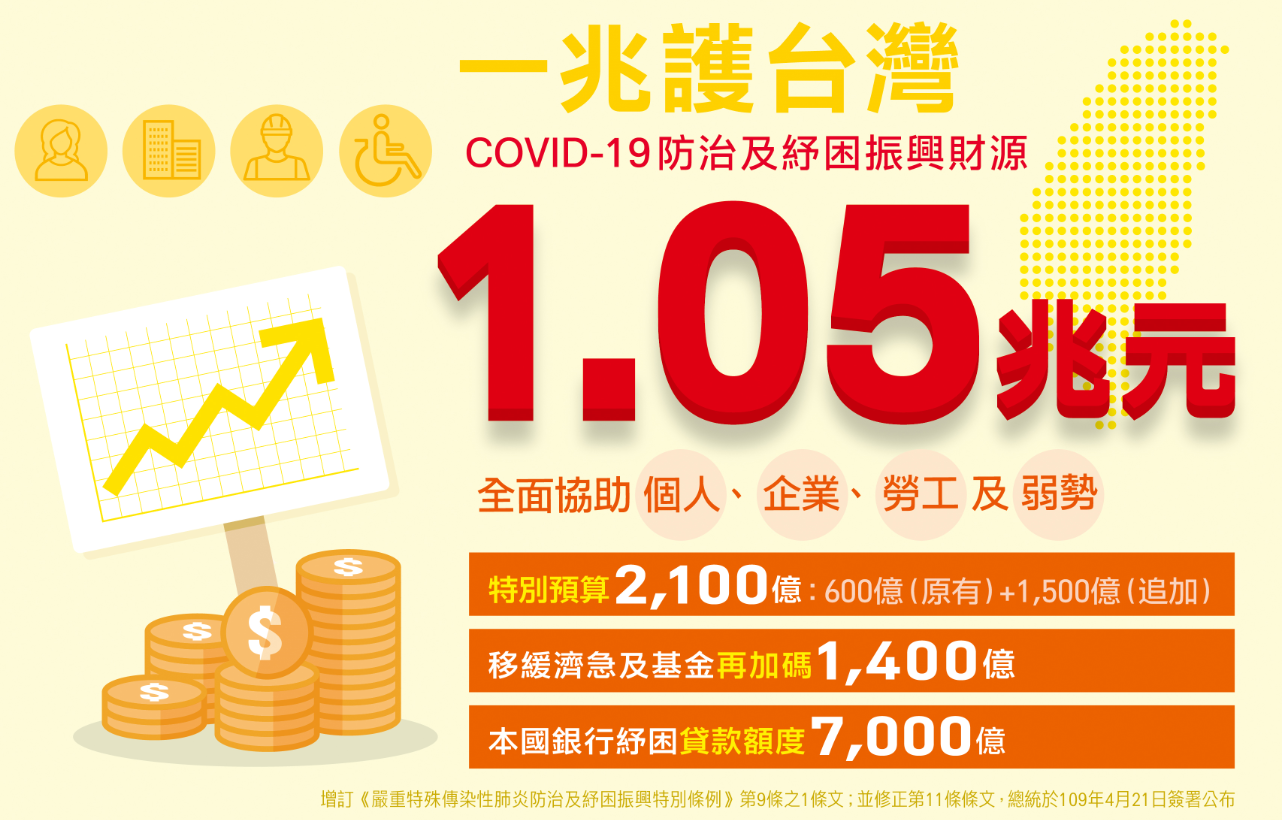 一兆護台灣
COVID-19防治及紓困振興財源
1.05兆元
全面協助 個人、企業、勞工 及 弱勢
特別預算2,100億：600億（原有）+1,500億（追加）
移緩濟急及基金再加碼1,400億
本國銀行紓困貸款額度7,000億
$
$
$
$
增訂《嚴重特殊傳染性肺炎防治及紓困振興特別條例》第9條之1條文；並修正第11條條文，總統於109年4月21日簽署公布